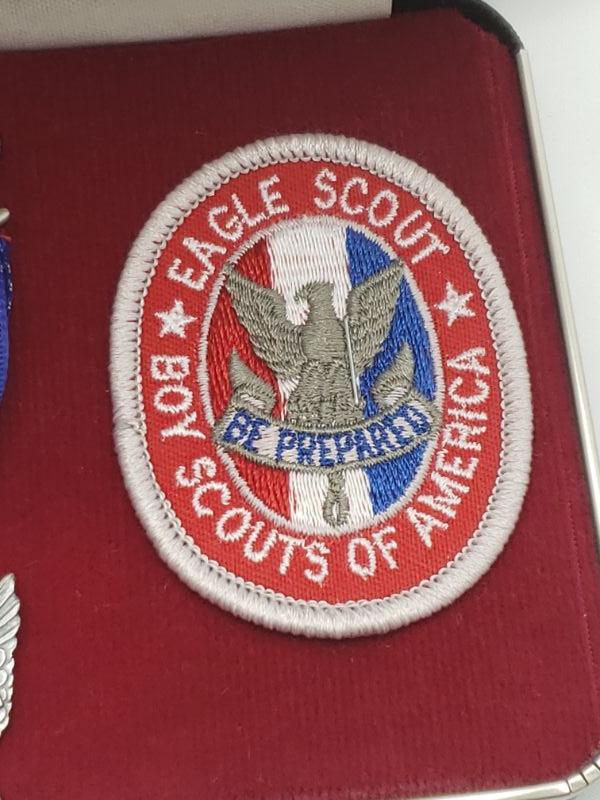 EAGLE SCOUT
BE PREPARED
BOY SCOUTS OF AMERICA